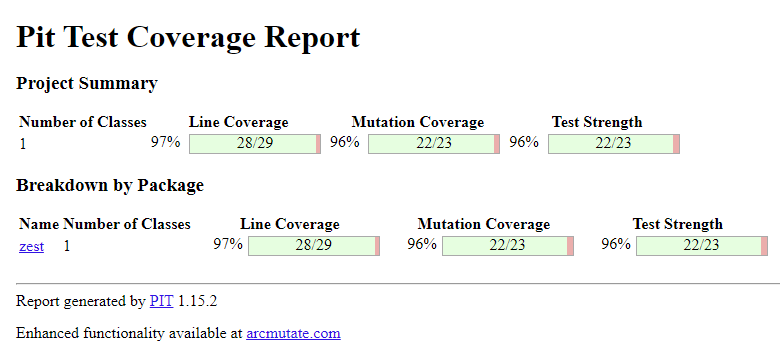 Pit Test Coverage Report
Project Summary
Number of Classes Line Coverage Mutation Coverage Test Strength
1 97% 28/29 96% 22/23 96% 22/23
Breakdown by Package
Name Number of Classes Line Coverage Mutation Coverage Test Strength
zest 1 97% 28/29 96% 22/23 96% 22/23
Report generated by PIT 1.15.2
Enhanced functionality available at arcmutate.com